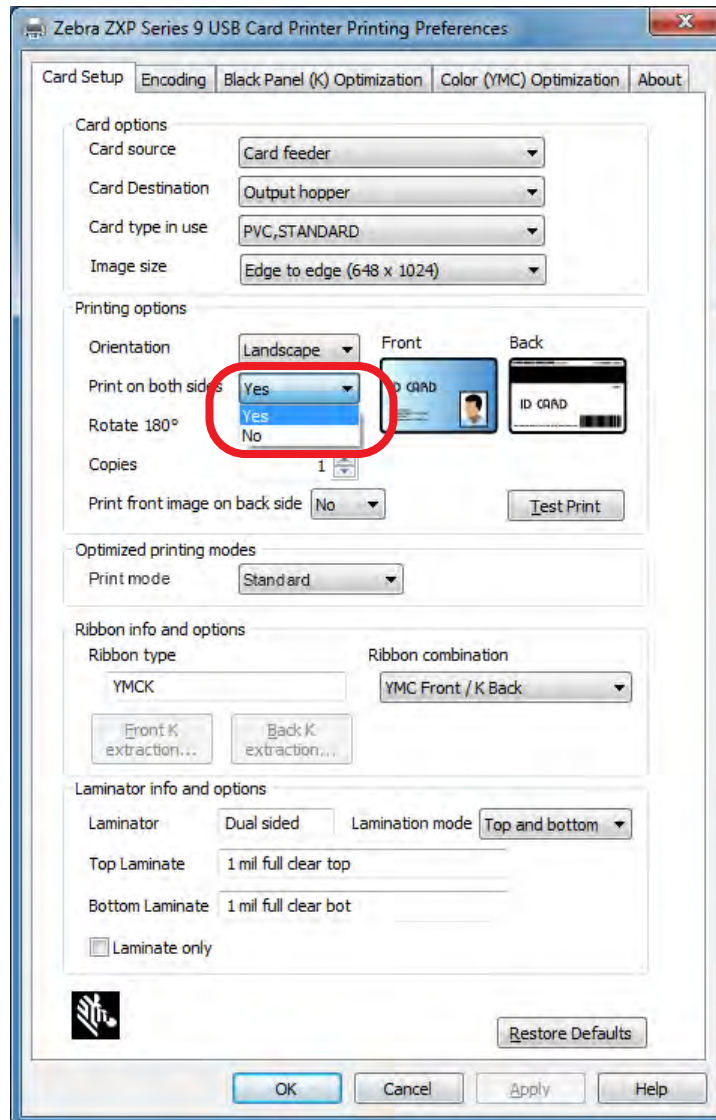 Zebra ZXP Series 9 USB Card Printer Printing Preferences
Card Setup Encoding Black Panel (K) Optimization Color (YMC) Optimization About
Card options
Card source Card feeder
Card Destination Output hopper
Card type in use PVC,STANDARD
Image size Edge to edge (648 x 1024)
Printing options
Orientation Landscape Front Back
Print on both sides Yes ID CARD
Yes ID CARD
Rotate 180°
No
Copies 1
Print front image on back side No Test Print
Optimized printing modes
Print mode Standard
Ribbon info and options
Ribbon type Ribbon combination
YMCK YMC Front / K Back
Front K extraction... Back K extraction...
Laminator info and options
Laminator Dual sided Lamination mode Top and bottom
Top Laminate 1 mil full clear top
Bottom Laminate 1 mil full clear bot
Laminate only
Restore Defaults
OK Cancel Apply Help